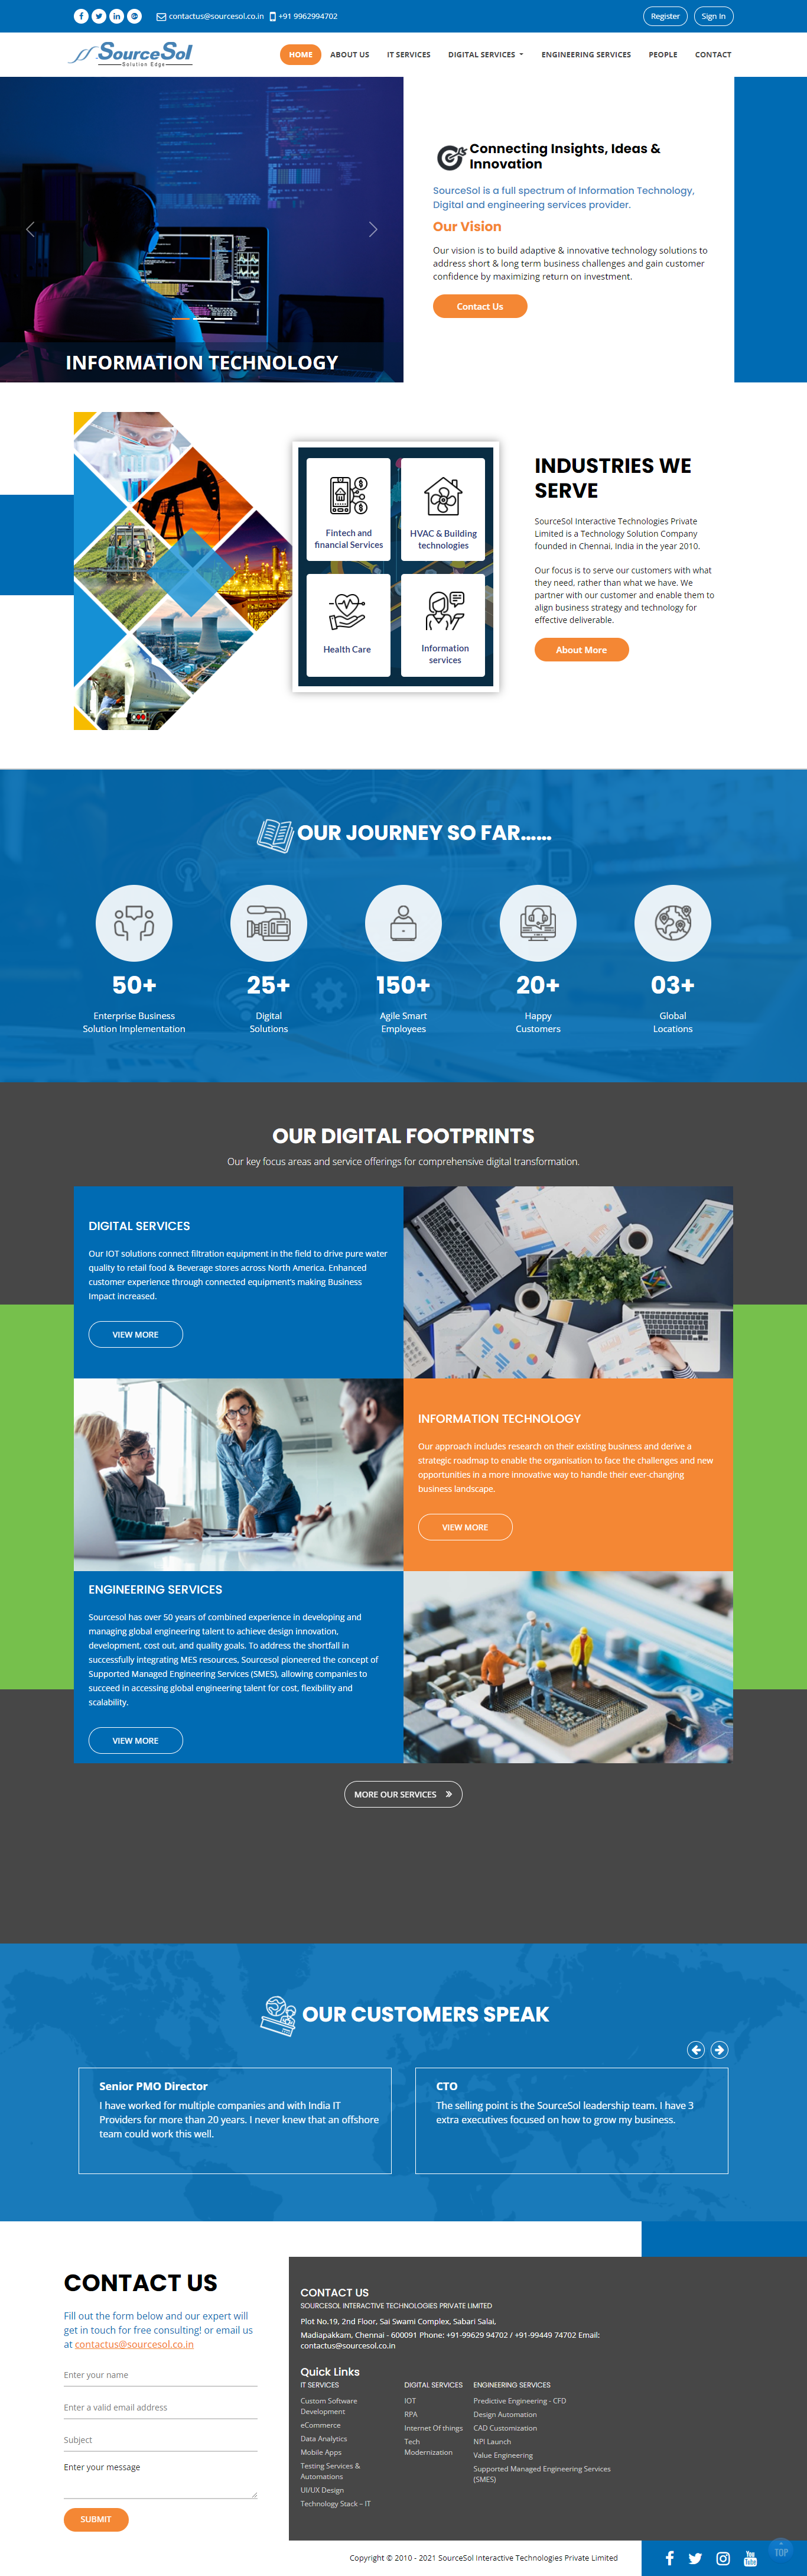 contactus@sourcesol.co.in +91 9962994702 Register Sign In
SourceSol
Solution Edge
HOME ABOUT US IT SERVICES DIGITAL SERVICES ENGINEERING SERVICES PEOPLE CONTACT
Connecting Insights, Ideas &
Innovation
SourceSol is a full spectrum of Information Technology,
Digital and engineering services provider.
Our Vision
Our vision is to build adaptive & innovative technology solutions to
address short & long term business challenges and gain customer
confidence by maximizing return on investment.
Contact Us
INFORMATION TECHNOLOGY
Fintech and
financial Services
HVAC & Building
technologies
Health Care
Information
services
INDUSTRIES WE
SERVE
SourceSol Interactive Technologies Private
Limited is a Technology Solution Company
founded in Chennai, India in the year 2010.
Our focus is to serve our customers with what
they need, rather than what we have. We
partner with our customer and enable them to
align business strategy and technology for
effective deliverable.
About More
OUR JOURNEY SO FAR......
50+
Enterprise Business
Solution Implementation
25+
Digital
Solutions
150+
Agile Smart
Employees
20+
Happy
Customers
03+
Global
Locations
OUR DIGITAL FOOTPRINTS
Our key focus areas and service offerings for comprehensive digital transformation.
DIGITAL SERVICES
Our IOT solutions connect filtration equipment in the field to drive pure water
quality to retail food & Beverage stores across North America. Enhanced
customer experience through connected equipment's making Business
Impact increased.
VIEW MORE
INFORMATION TECHNOLOGY
Our approach includes research on their existing business and derive a
strategic roadmap to enable the organisation to face the challenges and new
opportunities in a more innovative way to handle their ever-changing
business landscape.
VIEW MORE
ENGINEERING SERVICES
Sourcesol has over 50 years of combined experience in developing and
managing global engineering talent to achieve design innovation,
development, cost out, and quality goals. To address the shortfall in
successfully integrating MES resources, Sourcesol pioneered the concept of
Supported Managed Engineering Services (SMES), allowing companies to
succeed in accessing global engineering talent for cost, flexibility and
scalability.
VIEW MORE
MORE OUR SERVICES
OUR CUSTOMERS SPEAK
Senior PMO Director
I have worked for multiple companies and with India IT
Providers for more than 20 years. I never knew that an offshore
team could work this well.
CTO
The selling point is the SourceSol leadership team. I have 3
extra executives focused on how to grow my business.
CONTACT US
Fill out the form below and our expert will
get in touch for free consulting! or email us
at contactus@sourcesol.co.in
Enter your name
Enter a valid email address
Subject
Enter your message
SUBMIT
CONTACT US
SOURCESOL INTERACTIVE TECHNOLOGIES PRIVATE LIMITED
Plot No.19, 2nd Floor, Sai Swami Complex, Sabari Salai,
Madiapakkam, Chennai - 600091 Phone: +91-99629 94702 / +91-99449 74702 Email:
contactus@sourcesol.co.in
Quick Links
IT SERVICES
Custom Software
Development
eCommerce
Data Analytics
Mobile Apps
Testing Services &
Automations
UI/UX Design
Technology Stack – IT
DIGITAL SERVICES
IOT
RPA
Internet Of things
Tech
Modernization
ENGINEERING SERVICES
Predictive Engineering - CFD
Design Automation
CAD Customization
NPI Launch
Value Engineering
Supported Managed Engineering Services
(SMES)
Copyright © 2010 - 2021 SourceSol Interactive Technologies Private Limited
TOP